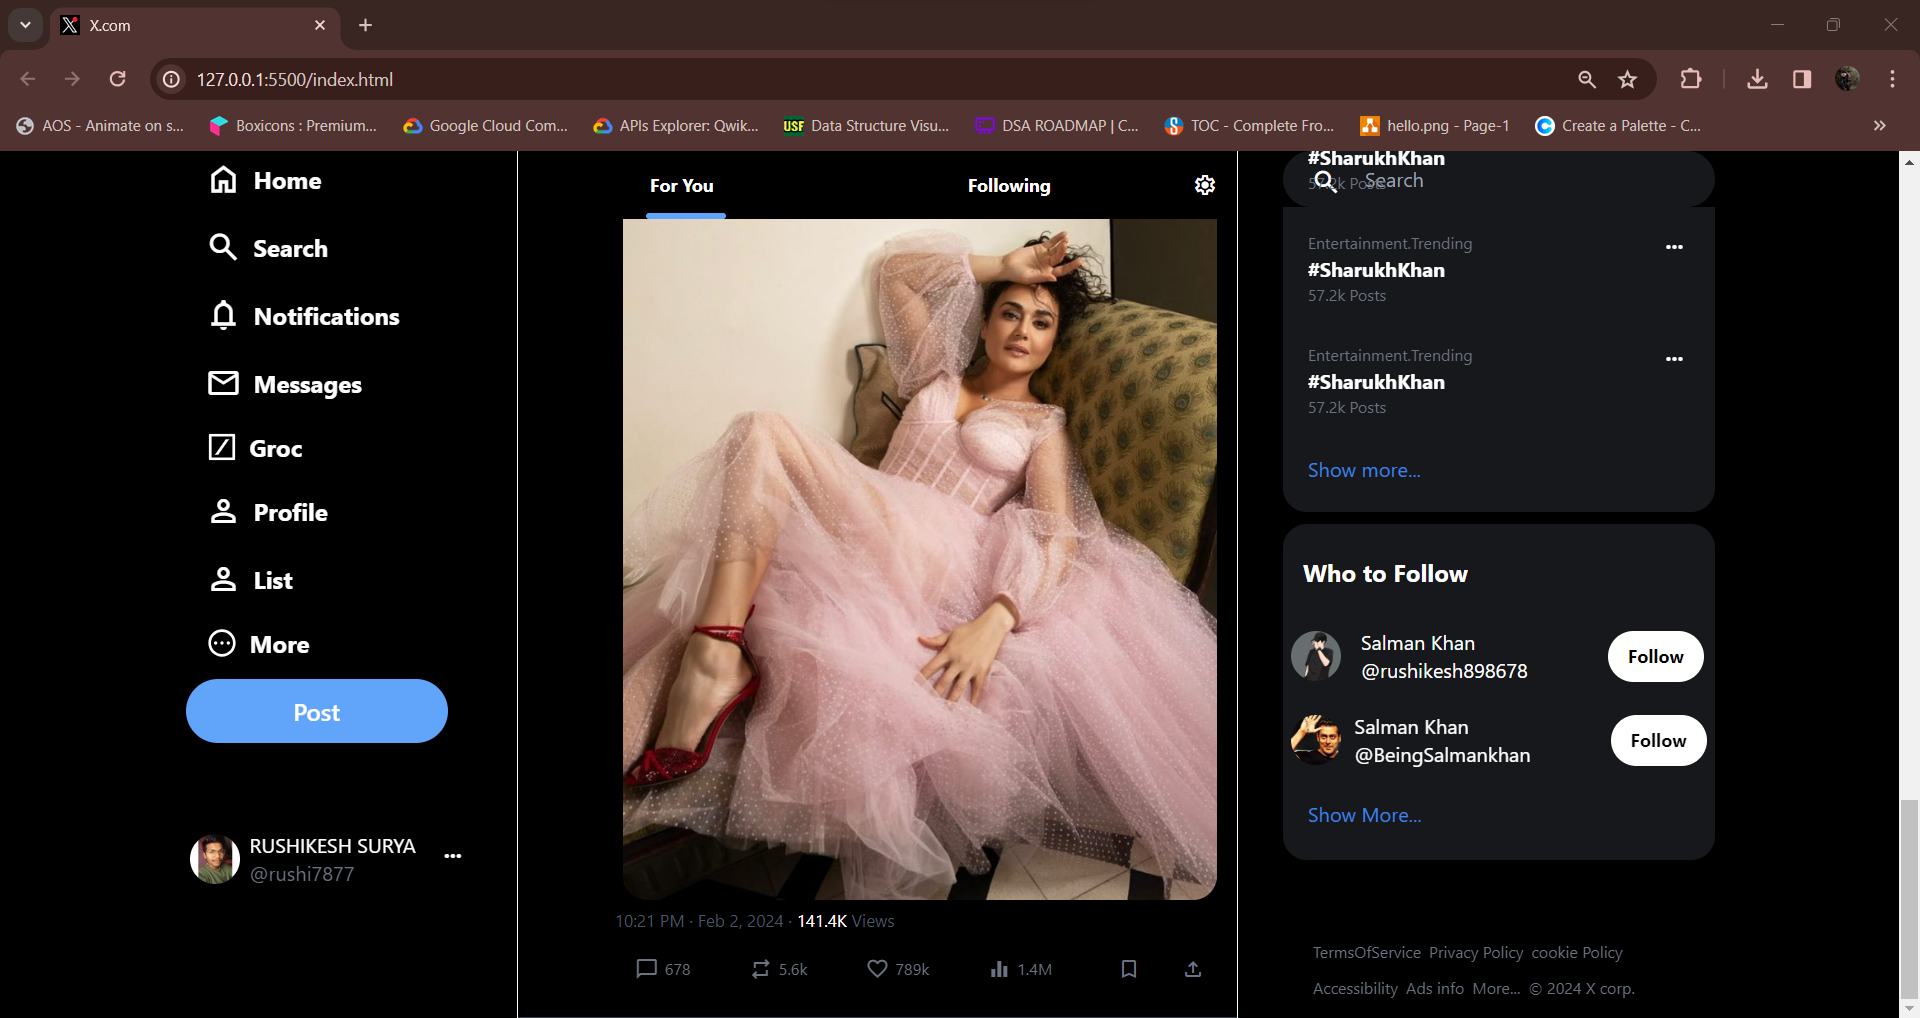 X.com
127.0.0.1:5500/index.html
AOS - Animate on s...
Boxicons : Premium...
Google Cloud Com...
APIs Explorer: Qwik...
USF Data Structure Visu...
DSA ROADMAP | C...
TOC - Complete Fro...
hello.png - Page-1
Create a Palette - C...
Home
Search
Notifications
Messages
Groc
Profile
List
More
Post
RUSHIKESH SURYA
@rushi7877
For You
Following
10:21 PM · Feb 2, 2024 · 141.4K Views
678
5.6k
789k
1.4M
#SharukhKhan
57.2k Posts
Search
Entertainment.Trending
#SharukhKhan
57.2k Posts
Entertainment.Trending
#SharukhKhan
57.2k Posts
Show more...
Who to Follow
Salman Khan
@rushikesh898678
Follow
Salman Khan
@BeingSalmankhan
Follow
Show More...
TermsOfService Privacy Policy cookie Policy
Accessibility Ads info More... © 2024 X corp.